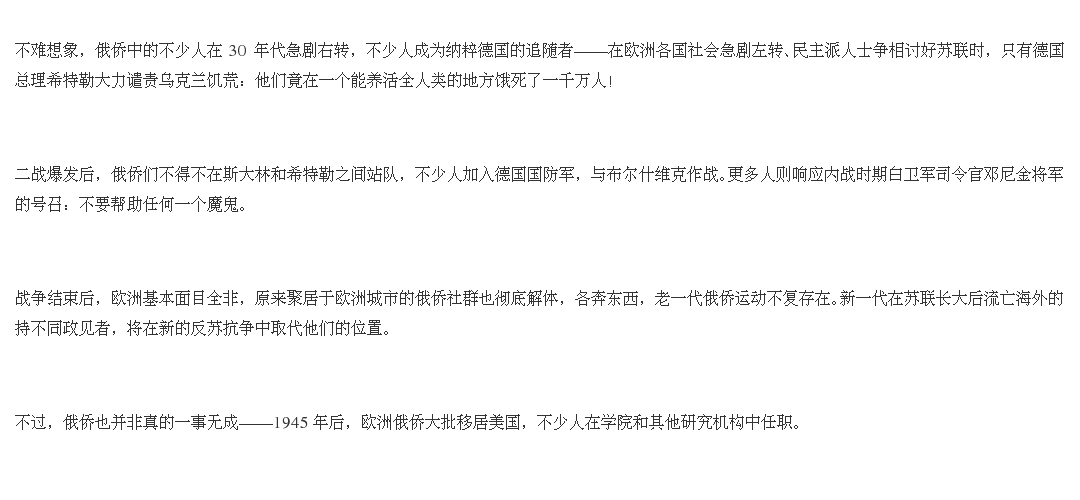 不难想象，俄侨中的不少人在 30 年代急剧右转，不少人成为纳粹德国的追随者——在欧洲各国社会急剧左转、民主派人士争相讨好苏联时，只有德国
总理希特勒大力谴责乌克兰饥荒：他们竟在一个能养活全人类的地方饿死了一千万人！
二战爆发后，俄侨们不得不在斯大林和希特勒之间站队，不少人加入德国国防军，与布尔什维克作战。更多人则响应内战时期白卫军司令官邓尼金将军
的号召：不要帮助任何一个魔鬼。
战争结束后，欧洲基本面目全非，原来聚居于欧洲城市的俄侨社群也彻底解体，各奔东西，老一代俄侨运动不复存在。新一代在苏联长大后流亡海外的
持不同政见者，将在新的反苏抗争中取代他们的位置。
不过，俄侨也并非真的一事无成——1945 年后，欧洲俄侨大批移居美国，不少人在学院和其他研究机构中任职。